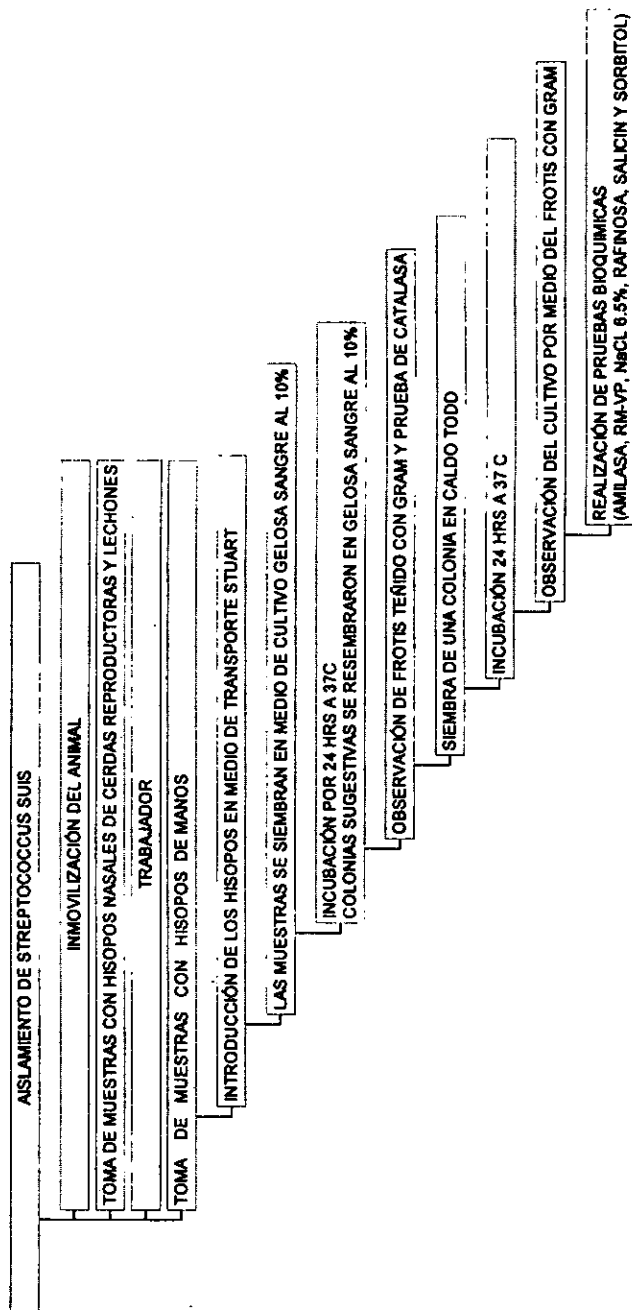 AISLAMIENTO DE STREPTOCOCCUS SUIS
INMOVILIZACIÓN DEL ANIMAL
TOMA DE MUESTRAS CON HISOPOS NASALES DE CERDAS REPRODUCTORAS Y LECHONES
TRABAJADOR
TOMA DE MUESTRAS CON HISOPOS DE MANOS
INTRODUCCIÓN DE LOS HISOPOS EN MEDIO DE TRANSPORTE STUART
LAS MUESTRAS SE SIEMBRAN EN MEDIO DE CULTIVO GELOSA SANGRE AL 10%
INCUBACIÓN POR 24 HRS A 37C
COLONIAS SUGESTIVAS SE RESEMBRARON EN GELOSA SANGRE AL 10%
OBSERVACIÓN DE FROTIS TEÑIDO CON GRAM Y PRUEBA DE CATALASA
SIEMBRA DE UNA COLONIA EN CALDO TODO
INCUBACIÓN 24 HRS A 37 C
OBSERVACIÓN DEL CULTIVO POR MEDIO DEL FROTIS CON GRAM
REALIZACIÓN DE PRUEBAS BIOQUIMICAS
(AMILASA, RM-VP, NaCL 6.5%, RAFINOSA, SALICIN Y SORBITOL)